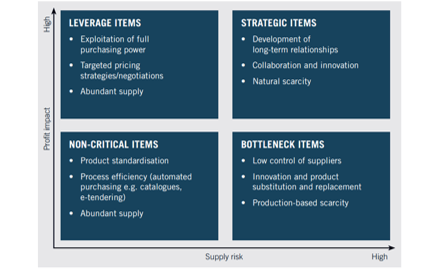 High
Profit impact
LEVERAGE ITEMS
• Exploitation of full
purchasing power
• Targeted pricing
strategies/negotiations
• Abundant supply
STRATEGIC ITEMS
• Development of
long-term relationships
• Collaboration and innovation
• Natural scarcity
NON-CRITICAL ITEMS
• Product standardisation
• Process efficiency (automated
purchasing e.g. catalogues,
e-tendering)
• Abundant supply
BOTTLENECK ITEMS
• Low control of suppliers
• Innovation and product
substitution and replacement
• Production-based scarcity
Supply risk
High